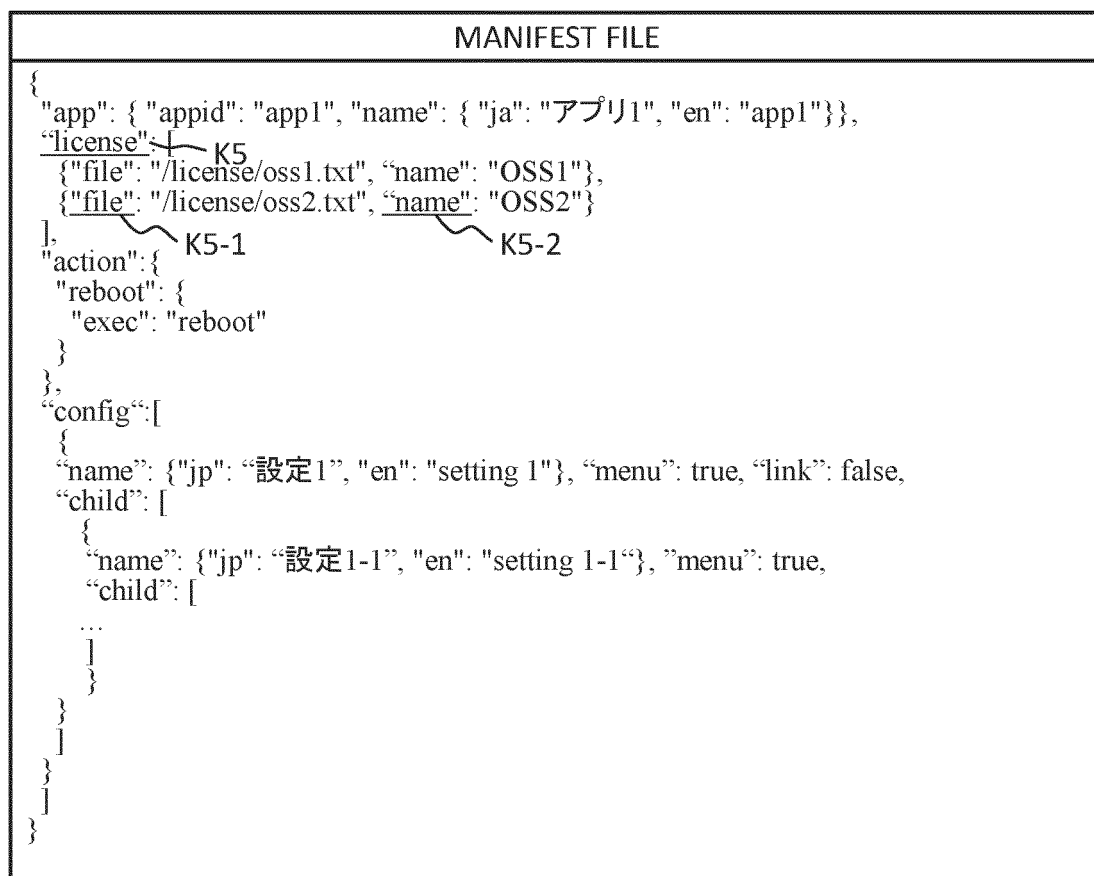 MANIFEST FILE
{
"app": { "appid": "app1", "name": { "ja": "アプリ1", "en": "app1"}},
“license": [
K5
{"file": "/license/oss1.txt", “name": "OSS1"},
{"file": "/license/oss2.txt", “name": "OSS2"}
],
K5-1 K5-2
"action":{
"reboot": {
"exec": "reboot"
}
},
“config“:[
{
“name”: {"jp": “設定1”, "en": "setting 1"}, “menu”: true, “link”: false,
“child”: [
{
“name”: {"jp": “設定1-1”, "en": "setting 1-1“}, ”menu”: true,
“child”: [
...
]
}
}
]
}
]
}